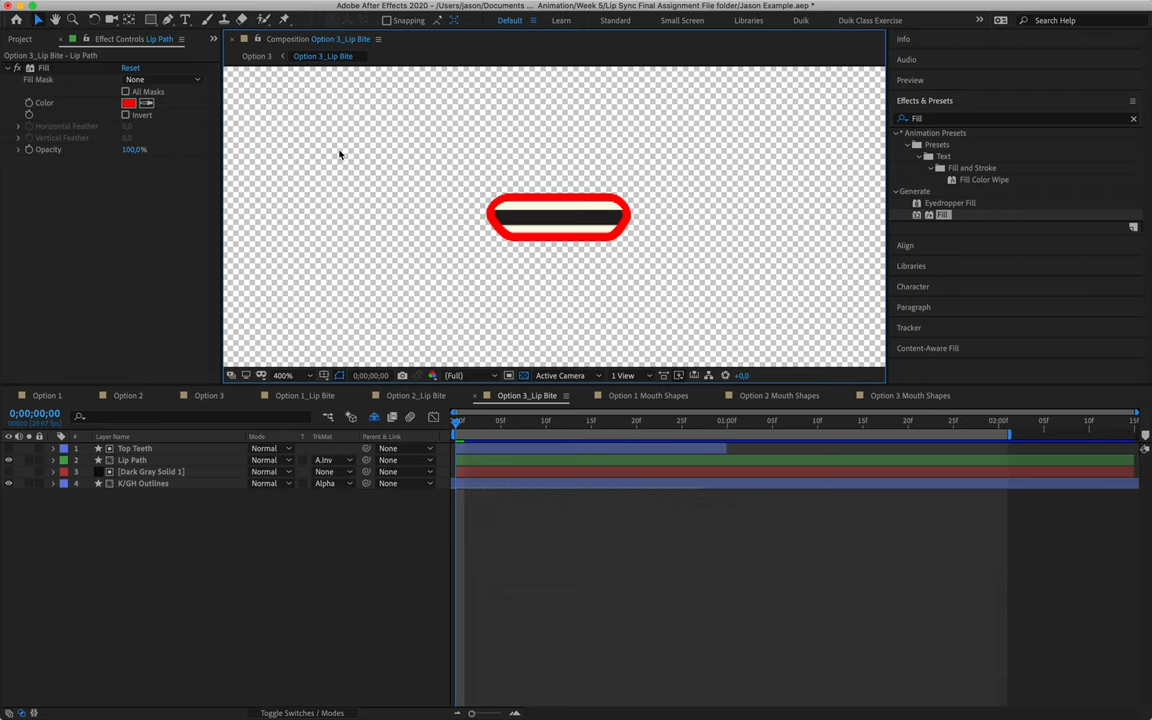 Adobe After Effects 2020 - /Users/jason/Documents ... Animation/Week 5/Lip Sync Final Assignment File folder/Jason Example.aep *
Snapping
Default
Learn
Standard
Small Screen
Libraries
Duik
Duik Class Exercise
Search Help
Project
Effect Controls Lip Path
Composition Option 3_Lip Bite
Info
Option 3_Lip Bite - Lip Path
Option 3
Option 3_Lip Bite
Audio
fx Fill
Reset
Fill Mask
None
Preview
All Masks
Color
Effects & Presets
Invert
Fill
Horizontal Feather
0,0
* Animation Presets
Vertical Feather
0,0
Presets
Opacity
100,0%
Text
Fill and Stroke
Fill Color Wipe
Generate
Eyedropper Fill
Fill
Align
Libraries
Character
Paragraph
Tracker
Content-Aware Fill
400%
0;00;00;00
(Full)
Active Camera
1 View
+0,0
Option 1
Option 2
Option 3
Option 1_Lip Bite
Option 2_Lip Bite
Option 3_Lip Bite
Option 1 Mouth Shapes
Option 2 Mouth Shapes
Option 3 Mouth Shapes
0;00;00;00
00000 (29.97 fps)
05f
10f
15f
20f
25f
01:00f
05f
10f
15f
20f
25f
02:00f
05f
10f
15f
#
Layer Name
Mode
T
TrkMat
Parent & Link
1
Top Teeth
Normal
None
2
Lip Path
Normal
A.Inv
None
3
[Dark Gray Solid 1]
Normal
None
None
4
K/GH Outlines
Normal
Alpha
None
Toggle Switches / Modes